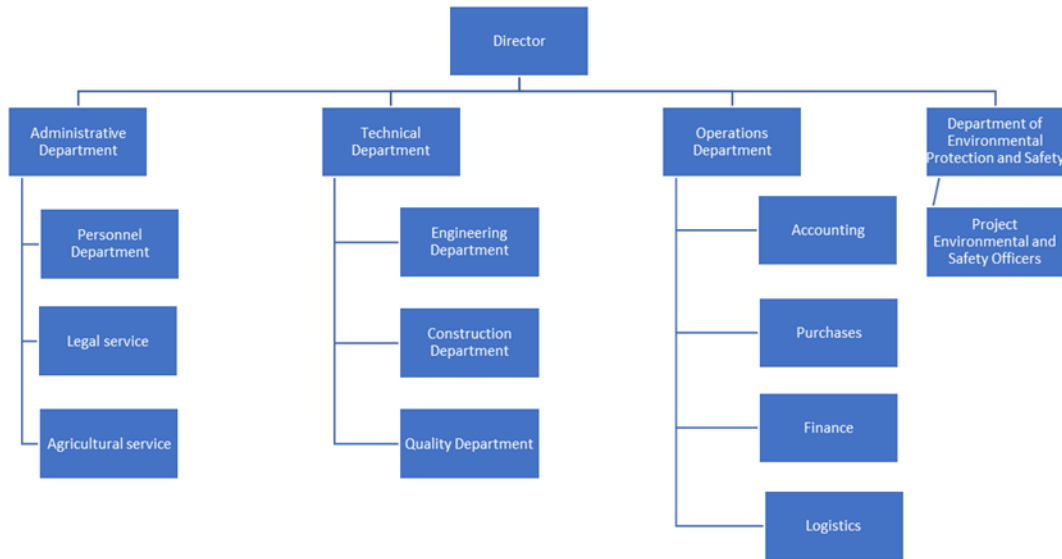 Director
Administrative
Department
Technical
Department
Operations
Department
Department of
Environmental
Protection and Safety
Personnel
Department
Legal service
Agricultural service
Engineering
Department
Construction
Department
Quality Department
Accounting
Purchases
Finance
Logistics
Project
Environmental and
Safety Officers